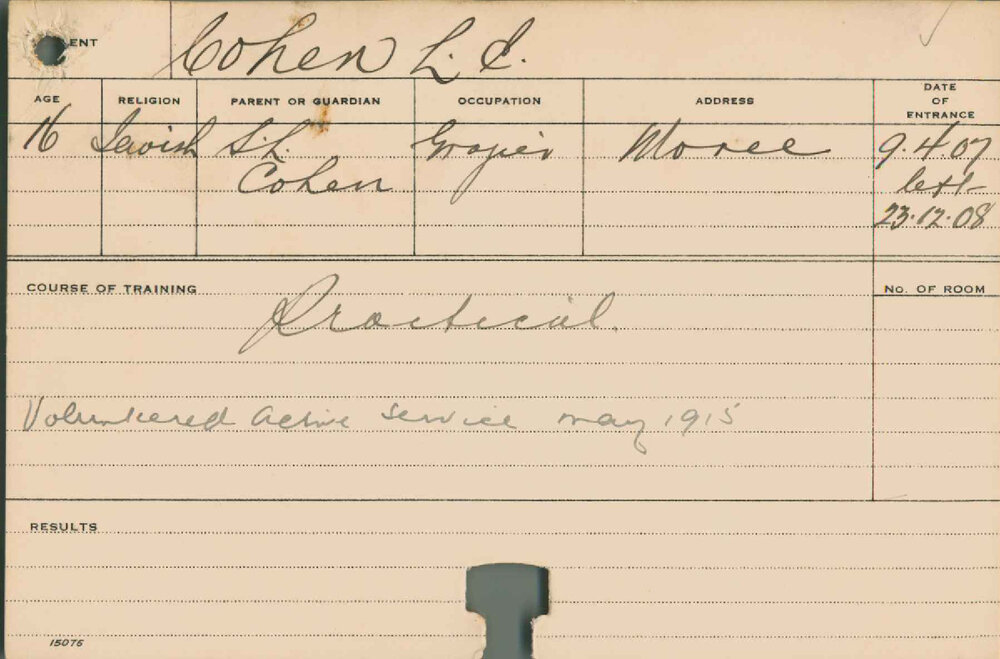 ENT Cohen L. C.
AGE RELIGION PARENT OR GUARDIAN OCCUPATION ADDRESS DATE OF ENTRANCE
16 Jewish S. L. Grazier Moree 9.4.07
Cohen left
23.12.08
COURSE OF TRAINING No. OF ROOM
Practical.
Volunteered Active Service May 1915
RESULTS
15076